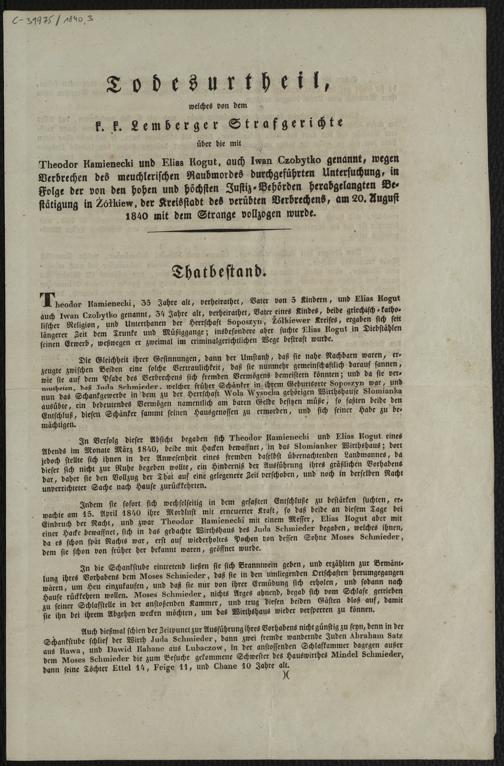 C-31975/1840,3
Todesurtheil,
welches von dem
k. k. Lemberger Strafgerichte
über die mit
Theodor Kamienecki und Elias Rogut, auch Iwan Czobytko genannt, wegen
Verbrechen des meuchlerischen Raubmordes durchgeführten Untersuchung, in
Folge der von den hohen und höchsten Justiz-Behörden herabgelangten Be-
stätigung in Żółkiew, der Kreisstadt des verübten Verbrechens, am 20. August
1840 mit dem Strange vollzogen wurde.
Thatbestand.
Theodor Kamienecki, 35 Jahre alt, verheirathet, Vater von 5 Kindern, und Elias Rogut
auch Iwan Czobytko genannt, 34 Jahre alt, verheirathet, Vater eines Kindes, beide griechisch-katho-
lischer Religion, und Unterthanen der Herrschaft Soposzyn, Żółkiewer Kreises, ergaben sich seit
längerer Zeit dem Trunke und Müßiggange; insbesondere aber suchte Elias Rogut in Diebstählen
seinen Erwerb, weßwegen er zweimal im criminalgerichtlichen Wege bestraft wurde.
Die Gleichheit ihrer Gesinnungen, dann der Umstand, daß sie nahe Nachbarn waren, er-
zeugte zwischen Beiden eine solche Vertraulichkeit, daß sie nunmehr gemeinschaftlich darauf sannen,
wie sie auf dem Pfade des Verbrechens sich fremden Vermögens bemeistern könnten; und da sie ver-
mutheten, daß Juda Schmieder, welcher früher Schänker in ihrem Geburtsorte Soposzyn war, und
nun das Schankgewerbe in dem zu der Herrschaft Wola Wysocka gehörigen Wirthshause Slomianka
ausübte, ein bedeutendes Vermögen namentlich am baren Gelde besitzen müße, so faßten beide den
Entschluß, diesen Schänker sammt seinen Hausgenossen zu ermorden, und sich seiner Habe zu be-
mächtigen.
In Verfolg dieser Absicht begaben sich Theodor Kamienecki und Elias Rogut eines
Abends im Monate März 1840, beide mit Hacken bewaffnet, in das Slomianker Wirthshaus; dort
jedoch stellte sich ihnen in der Anwesenheit eines fremden daselbst übernachtenden Landmannes, da
dieser sich nicht zur Ruhe begeben wollte, ein Hinderniß der Ausführung ihres gräßlichen Vorhabens
dar, daher sie den Vollzug der That auf eine gelegenere Zeit verschoben, und noch in derselben Nacht
unverrichteter Sache nach Hause zurückkehrten.
Indem sie sofort sich wechselseitig in dem gefaßten Entschluße zu bestärken suchten, er-
wachte am 15. April 1840 ihre Mordlust mit erneuerter Kraft, so daß beide an diesem Tage bei
Einbruch der Nacht, und zwar Theodor Kamienecki mit einem Messer, Elias Rogut aber mit
einer Hacke bewaffnet, sich in das gedachte Wirthshaus des Juda Schmieder begaben, welches ihnen,
da es schon spät Nachts war, erst auf wiederholtes Pochen von dessen Sohne Moses Schmieder,
dem sie schon von früher her bekannt waren, geöffnet wurde.
In die Schankstube eintretend ließen sie sich Branntwein geben, und erzählten zur Bemänt-
lung ihres Vorhabens dem Moses Schmieder, daß sie in den umliegenden Ortschaften herumgegangen
wären, um Heu einzukaufen, und daß sie nur von ihrer Ermüdung sich erholen, und sodann nach
Hause rückkehren wollen. Moses Schmieder, nichts Arges ahnend, begab sich vom Schlafe getrieben
zu seiner Schlafstelle in der anstoßenden Kammer, und trug diesen beiden Gästen bloß auf, damit
sie ihn bei ihrem Abgehen wecken möchten, um das Wirthshaus wieder versperren zu können.
Auch diesmal schien der Zeitpunct zur Ausführung ihres Vorhabens nicht günstig zu seyn, denn in der
Schankstube schlief der Wirth Juda Schmieder, dann zwei fremde wandernde Juden Abraham Satz
aus Rawa, und Dawid Kahane aus Lubaczow, in der anstossenden Schlafkammer dagegen außer
dem Moses Schmieder die zum Besuche gekommene Schwester des Hauswirthes Mindel Schmieder,
dann seine Töchter Ettel 14, Feige 11, und Chane 10 Jahre alt.
)(